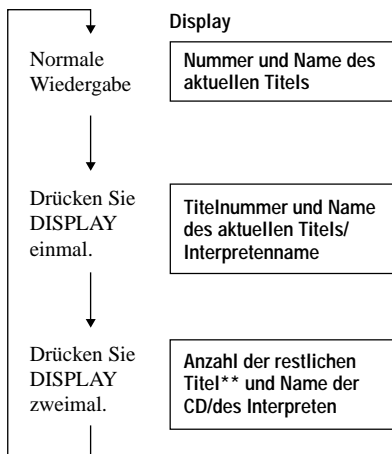 Display
Normale
Wiedergabe
Nummer und Name des
aktuellen Titels
Drücken Sie
DISPLAY
einmal.
Titelnummer und Name
des aktuellen Titels/
Interpretenname
Drücken Sie
DISPLAY
zweimal.
Anzahl der restlichen
Titel** und Name der
CD/des Interpreten